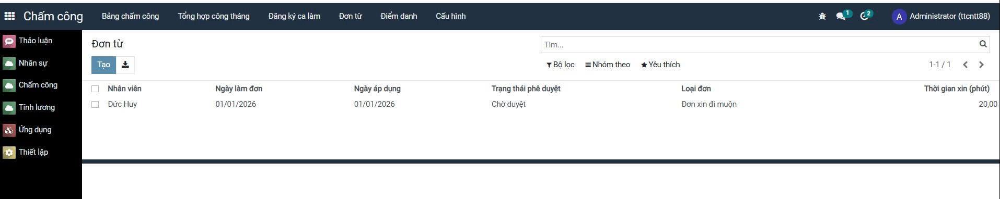 Chấm công Bảng chấm công Tổng hợp công tháng Đăng ký ca làm Đơn từ Điểm danh Cấu hình 1 2 A Administrator (ttcntt88)
Thảo luận
Nhân sự
Chấm công
Tính lương
Ứng dụng
Thiết lập
Đơn từ
Tìm...
Tạo
Bộ lọc Nhóm theo Yêu thích 1-1 / 1
Nhân viên Ngày làm đơn Ngày áp dụng Trạng thái phê duyệt Loại đơn Thời gian xin (phút)
Đức Huy 01/01/2026 01/01/2026 Chờ duyệt Đơn xin đi muộn 20,00